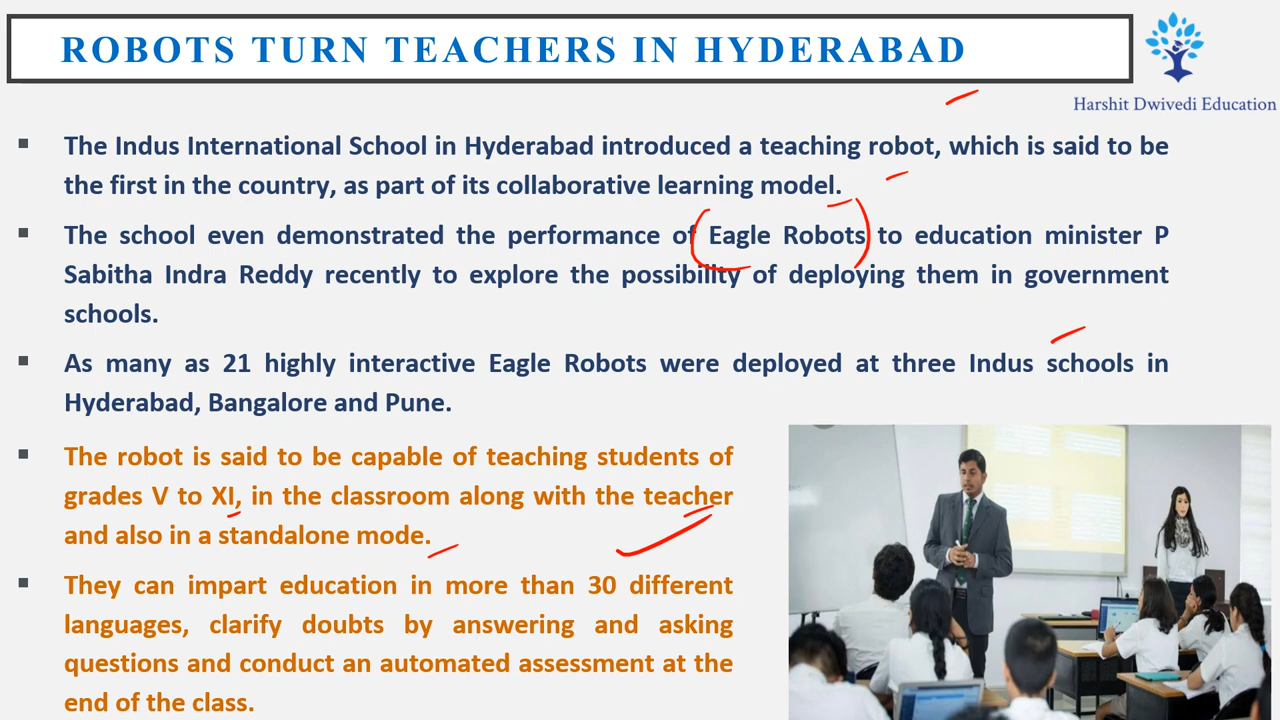 ROBOTS TURN TEACHERS IN HYDERABAD
Harshit Dwivedi Education
▪ The Indus International School in Hyderabad introduced a teaching robot, which is said to be
the first in the country, as part of its collaborative learning model.
▪ The school even demonstrated the performance of Eagle Robots to education minister P
Sabitha Indra Reddy recently to explore the possibility of deploying them in government
schools.
▪ As many as 21 highly interactive Eagle Robots were deployed at three Indus schools in
Hyderabad, Bangalore and Pune.
▪ The robot is said to be capable of teaching students of
grades V to XI, in the classroom along with the teacher
and also in a standalone mode.
▪ They can impart education in more than 30 different
languages, clarify doubts by answering and asking
questions and conduct an automated assessment at the
end of the class.